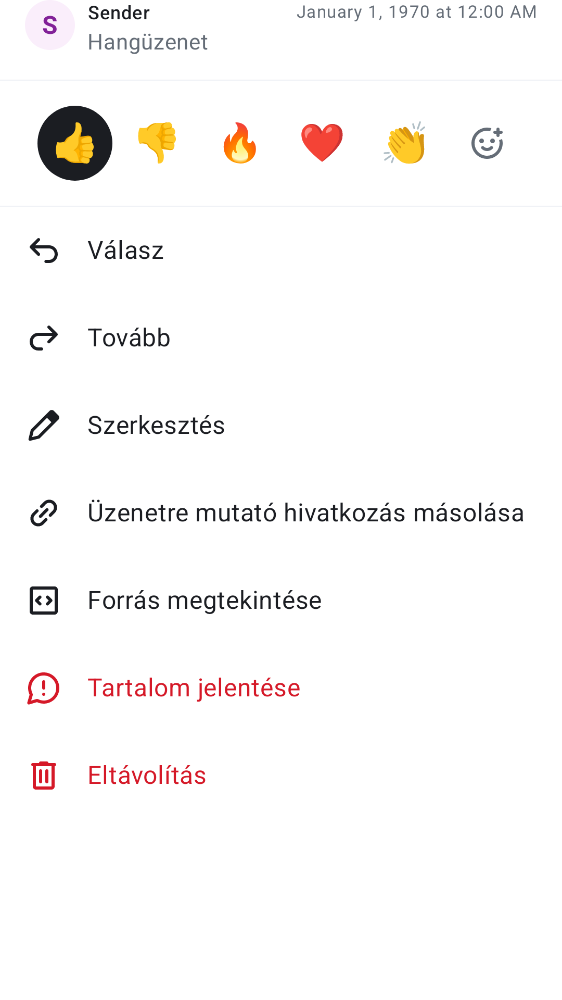 S
Sender
January 1, 1970 at 12:00 AM
Hangüzenet
Válasz
Tovább
Szerkesztés
Üzenetre mutató hivatkozás másolása
Forrás megtekintése
Tartalom jelentése
Eltávolítás